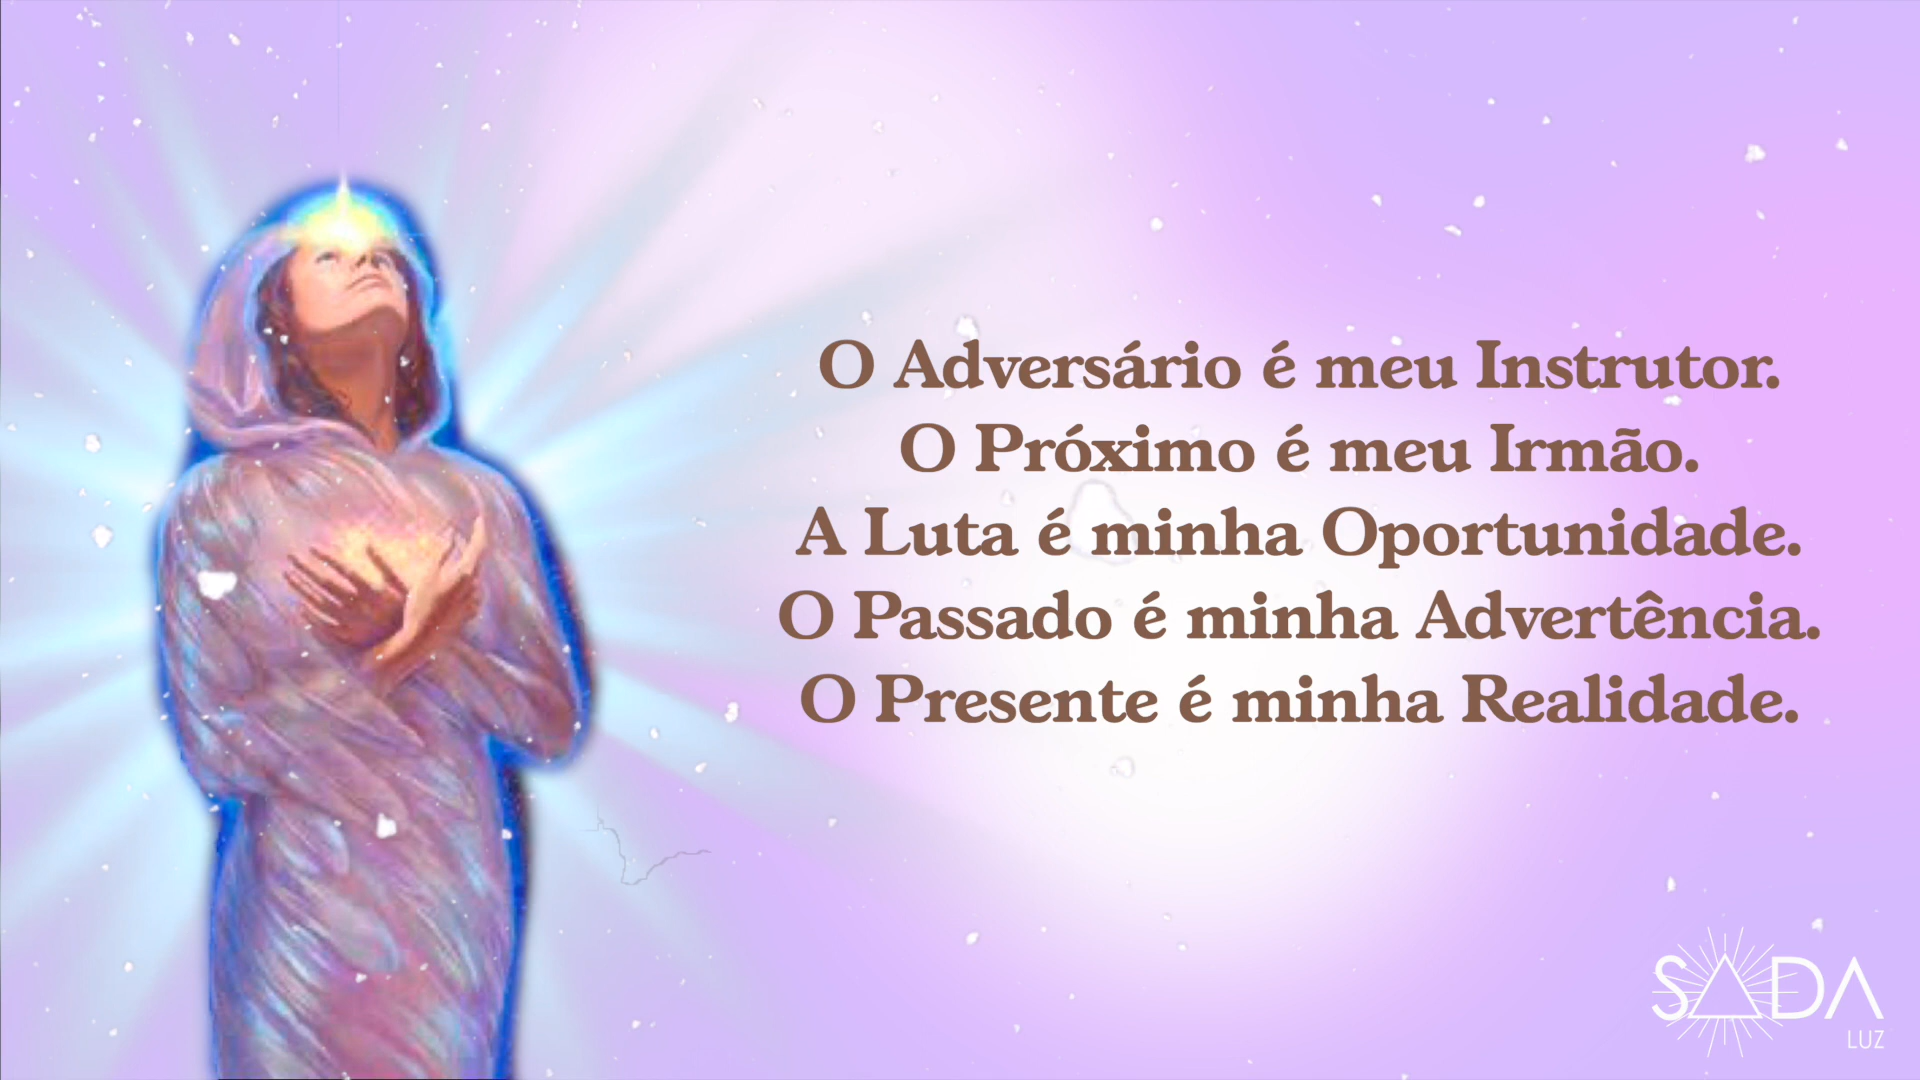 O Adversário é meu Instrutor.
O Próximo é meu Irmão.
A Luta é minha Oportunidade.
O Passado é minha Advertência.
O Presente é minha Realidade.
SADA
LUZ